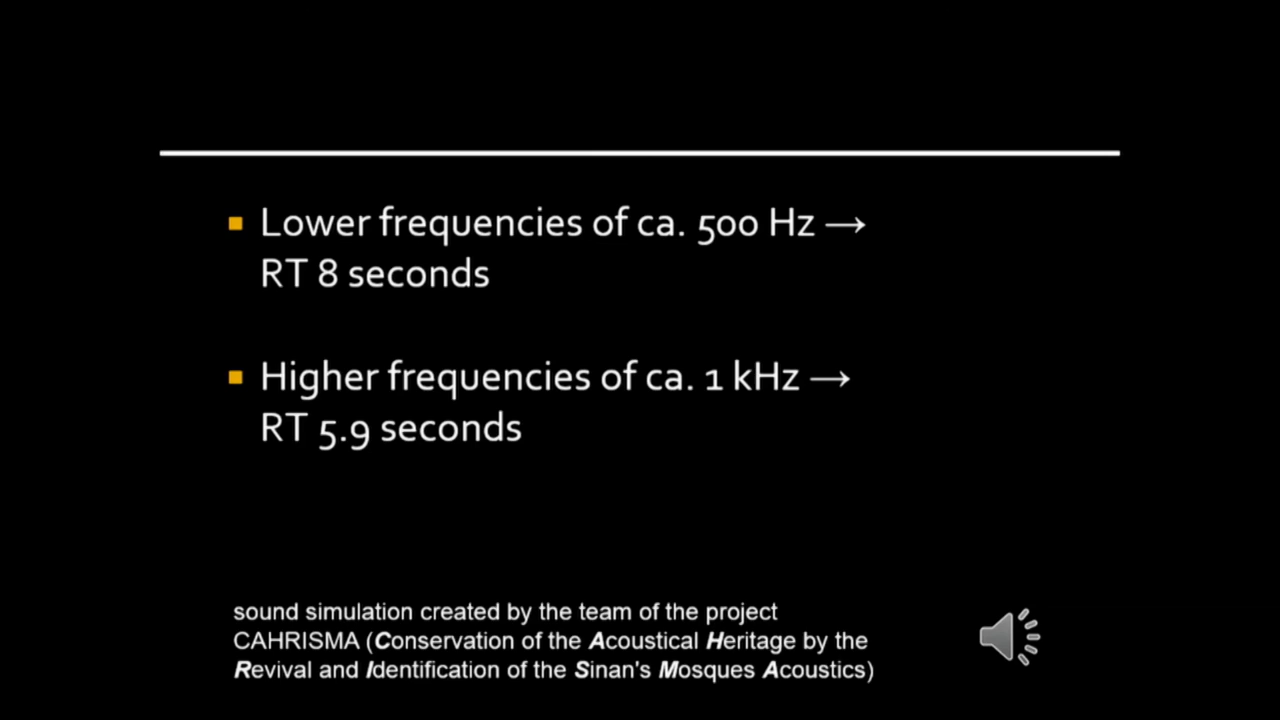 Lower frequencies of ca. 500 Hz →
RT 8 seconds
Higher frequencies of ca. 1 kHz →
RT 5.9 seconds
sound simulation created by the team of the project
CAHRISMA (Conservation of the Acoustical Heritage by the
Revival and Identification of the Sinan's Mosques Acoustics)